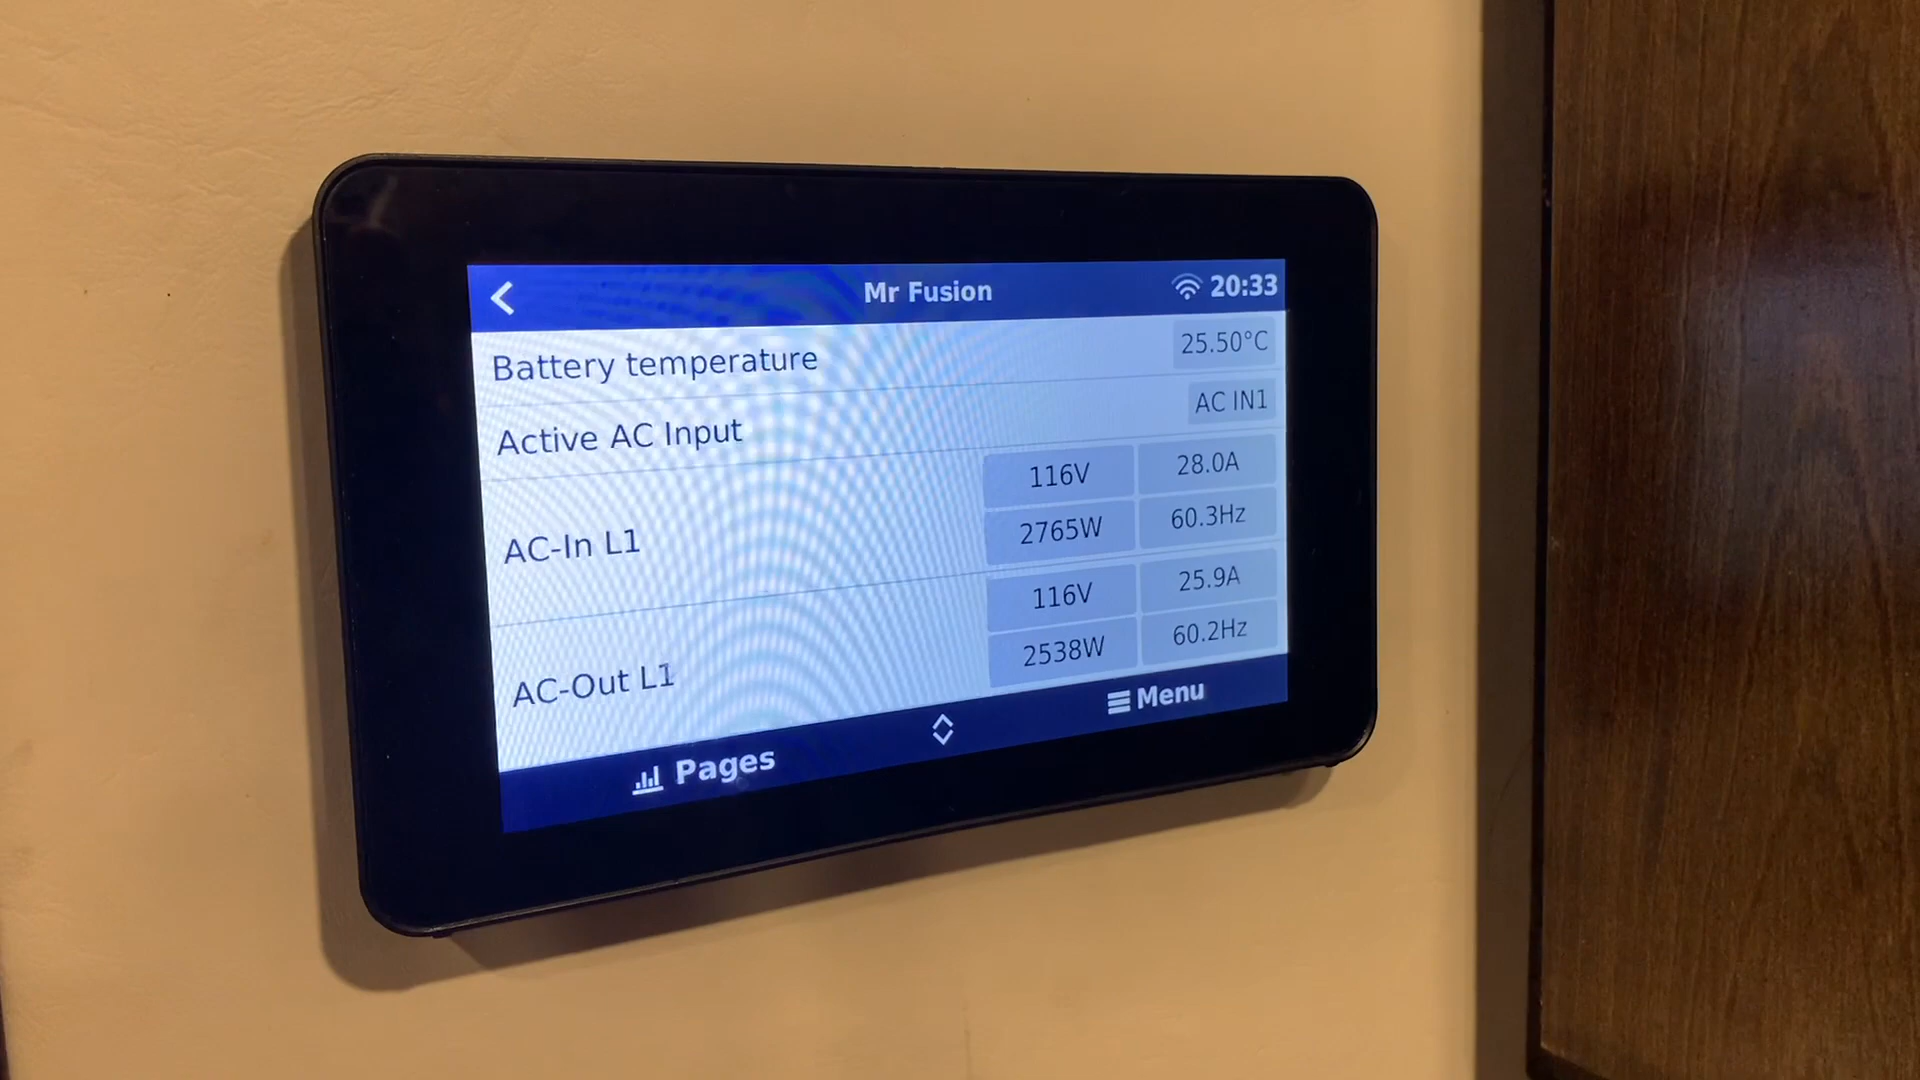 Mr Fusion
20:33
Battery temperature 25.50°C
Active AC Input AC IN1
AC-In L1
116V 28.0A
2765W 60.3Hz
AC-Out L1
116V 25.9A
2538W 60.2Hz
Pages
Menu